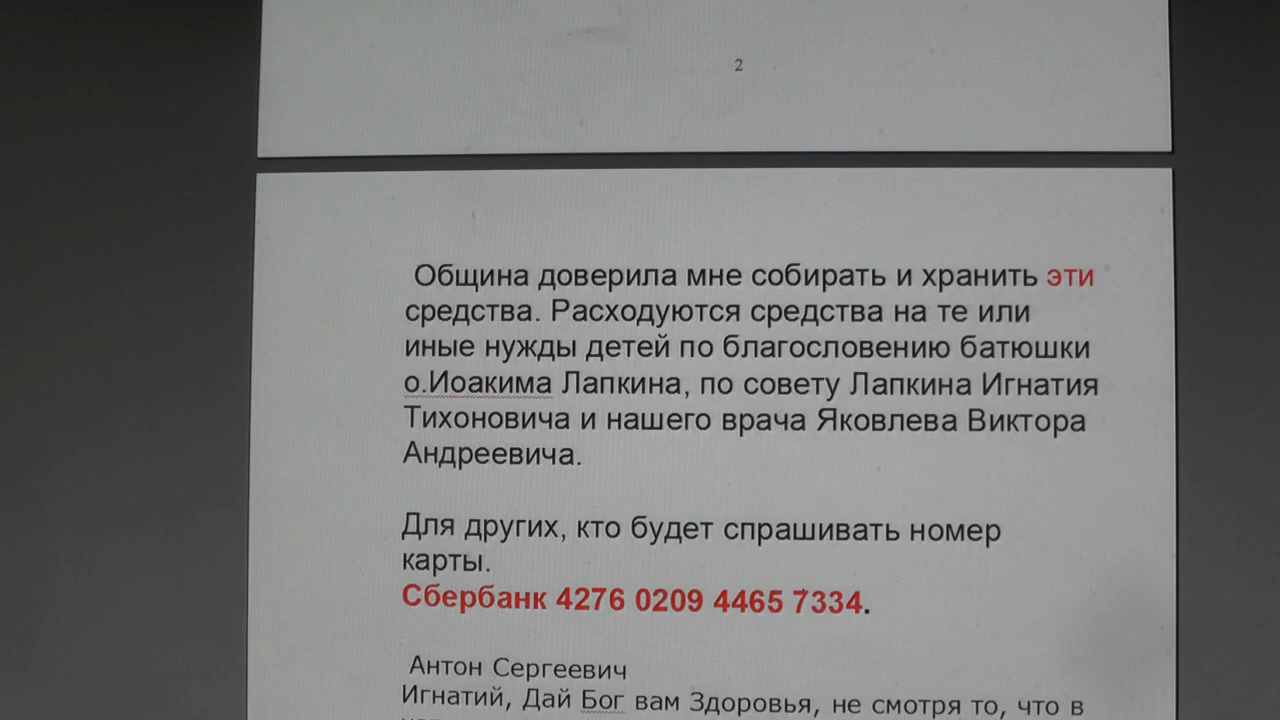 2
Община доверила мне собирать и хранить эти
средства. Расходуются средства на те или
иные нужды детей по благословению батюшки
о.Иоакима Лапкина, по совету Лапкина Игнатия
Тихоновича и нашего врача Яковлева Виктора
Андреевича.
Для других, кто будет спрашивать номер
карты.
Сбербанк 4276 0209 4465 7334.
Антон Сергеевич
Игнатий, Дай Бог вам Здоровья, не смотря то, что в